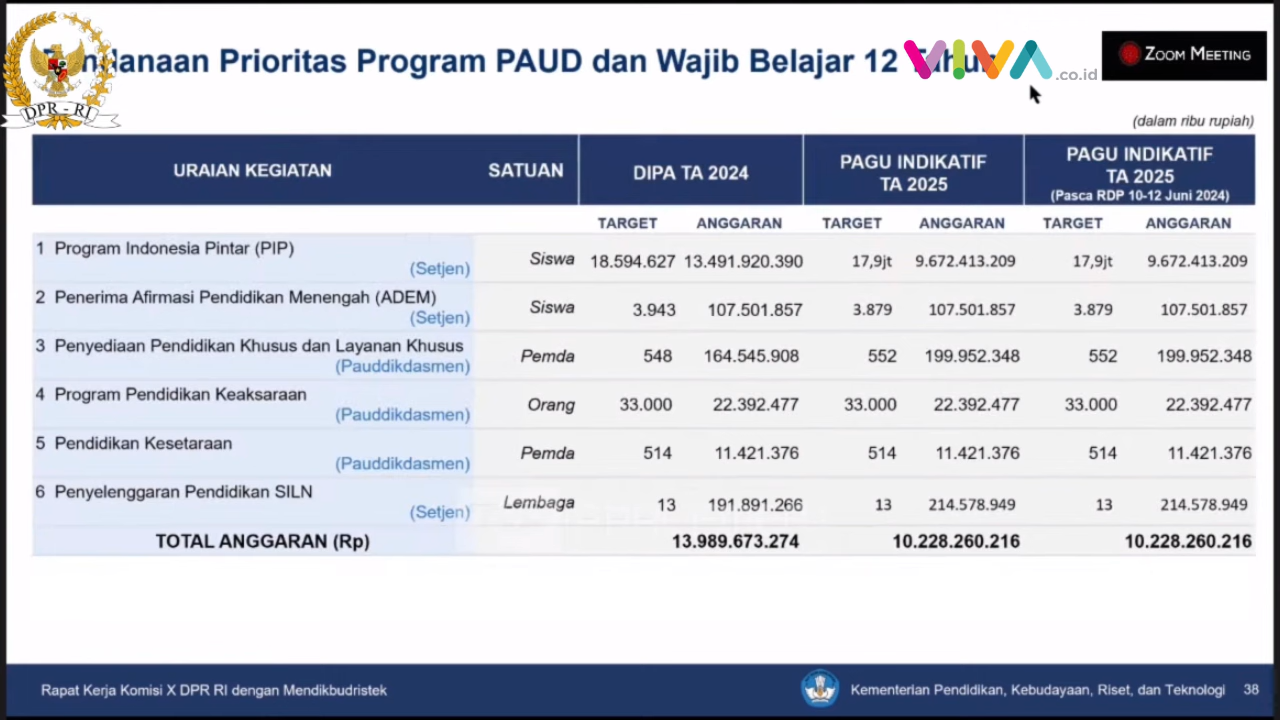 Prioritas Program PAUD dan Wajib Belajar 12
VIVA.co.id
ZOOM MEETING
DPR - RI
(dalam ribu rupiah)
URAIAN KEGIATAN SATUAN DIPA TA 2024 PAGU INDIKATIF TA 2025 PAGU INDIKATIF TA 2025 (Pasca RDP 10-12 Juni 2024)
TARGET ANGGARAN TARGET ANGGARAN TARGET ANGGARAN
1 Program Indonesia Pintar (PIP)
(Setjen) Siswa 18.594.627 13.491.920.390 17,9jt 9.672.413.209 17,9jt 9.672.413.209
2 Penerima Afirmasi Pendidikan Menengah (ADEM)
(Setjen) Siswa 3.943 107.501.857 3.879 107.501.857 3.879 107.501.857
3 Penyediaan Pendidikan Khusus dan Layanan Khusus
(Pauddikdasmen) Pemda 548 164.545.908 552 199.952.348 552 199.952.348
4 Program Pendidikan Keaksaraan
(Pauddikdasmen) Orang 33.000 22.392.477 33.000 22.392.477 33.000 22.392.477
5 Pendidikan Kesetaraan
(Pauddikdasmen) Pemda 514 11.421.376 514 11.421.376 514 11.421.376
6 Penyelenggaran Pendidikan SILN
(Setjen) Lembaga 13 191.891.266 13 214.578.949 13 214.578.949
TOTAL ANGGARAN (Rp) 13.989.673.274 10.228.260.216 10.228.260.216
Rapat Kerja Komisi X DPR RI dengan Mendikbudristek
Kementerian Pendidikan, Kebudayaan, Riset, dan Teknologi 38